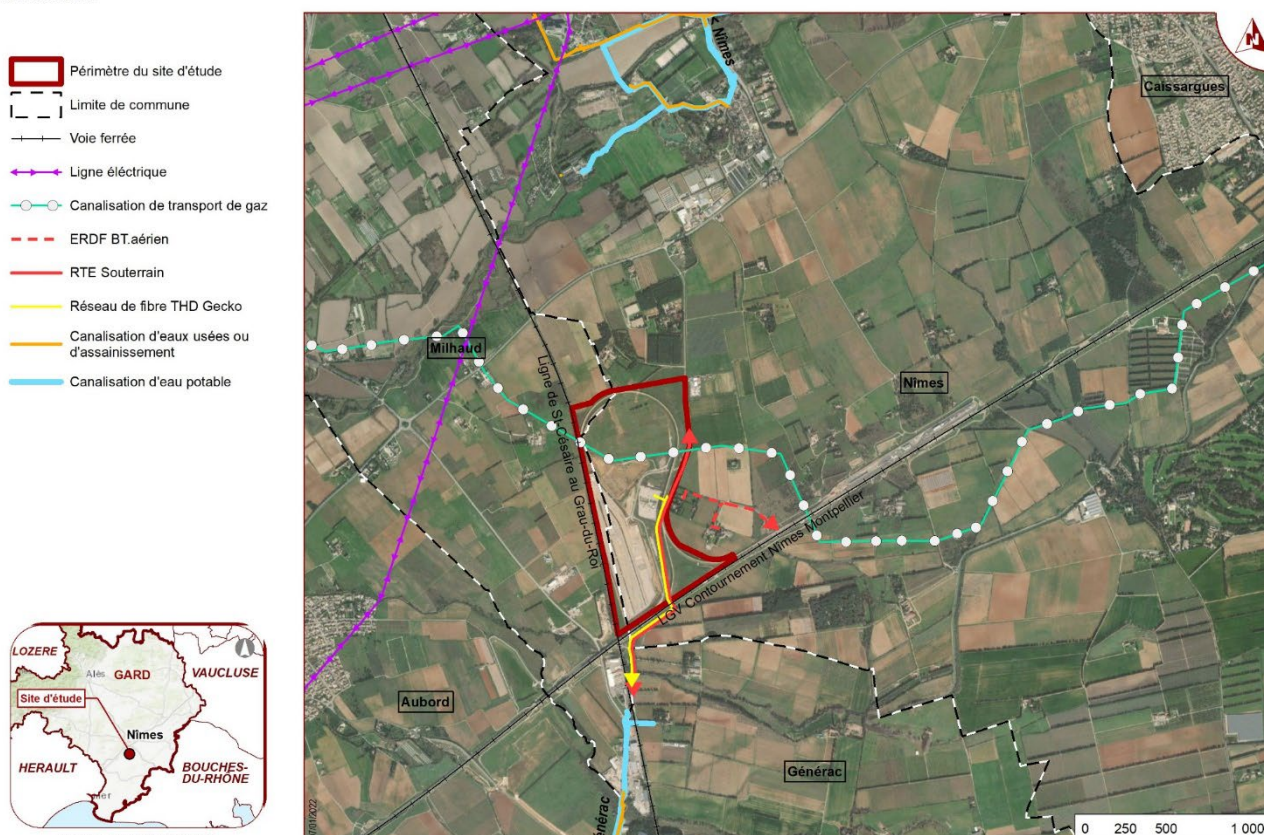 Périmètre du site d'étude
Limite de commune
Voie ferrée
Ligne éléctrique
Canalisation de transport de gaz
ERDF BT.aérien
RTE Souterrain
Réseau de fibre THD Gecko
Canalisation d'eaux usées ou
d'assainissement
Canalisation d'eau potable
N
Nîmes
Caissargues
Milhaud
Nîmes
Ligne de St-Césaire au Grau-du-Roi
LGV Contournement Nîmes Montpellier
Aubord
Générac
0 250 500 1 000
LOZERE
Alès
GARD
VAUCLUSE
Site d'étude
Nîmes
HERAULT
BOUCHES-
DU-RHÔNE